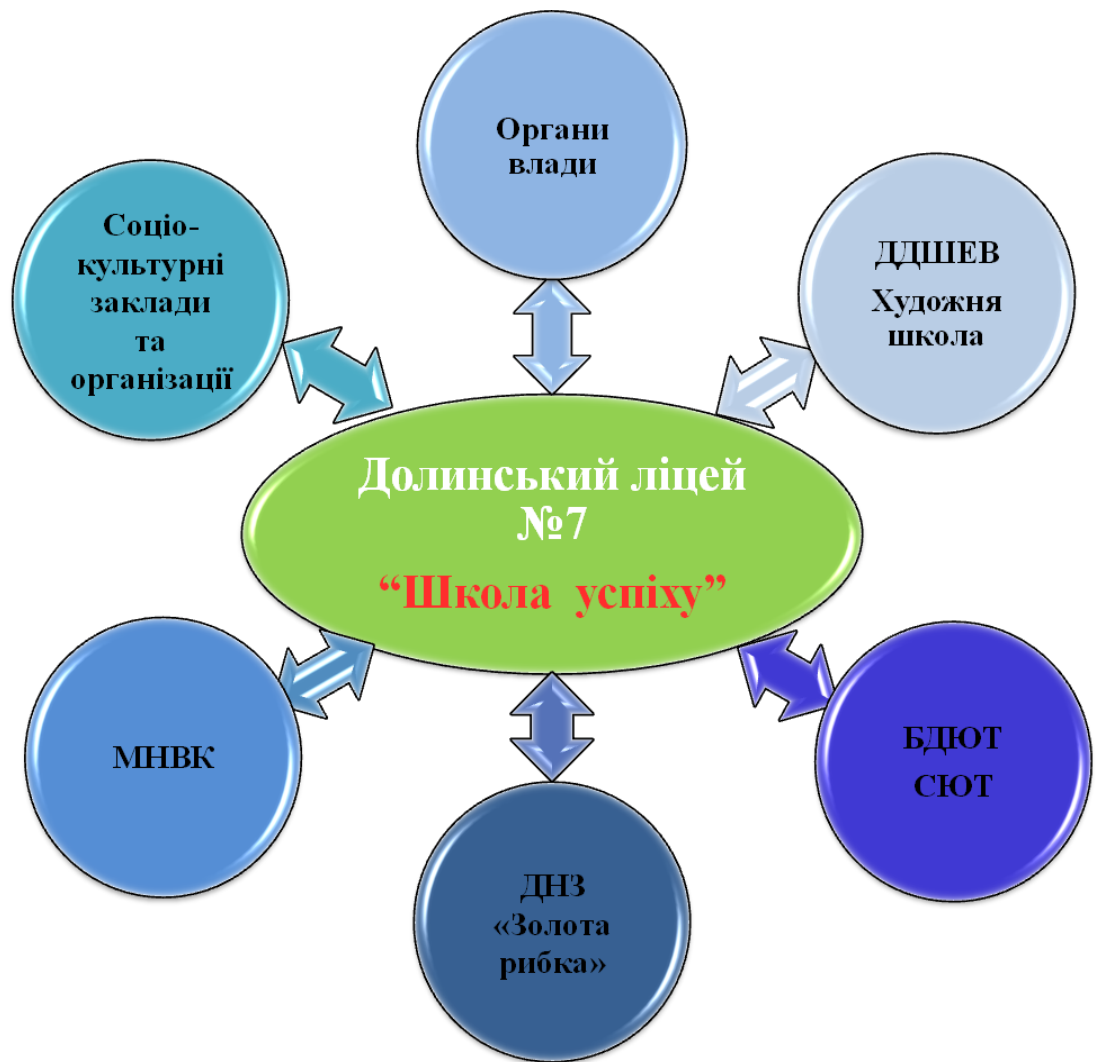 Органи
влади
Соціо-
культурні
заклади
та
організації
ДДШЕВ
Художня
школа
Долинський ліцей
№7
“Школа успіху”
МНВК
БДЮТ
СЮТ
ДНЗ
«Золота
рибка»